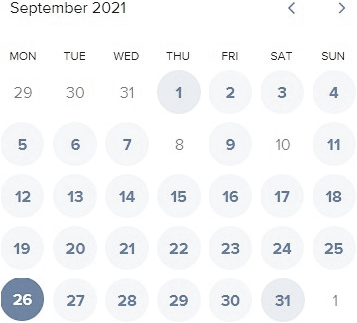 September 2021
MON TUE WED THU FRI SAT SUN
29 30 31 1 2 3 4
5 6 7 8 9 10 11
12 13 14 15 16 17 18
19 20 21 22 23 24 25
26 27 28 29 30 31 1